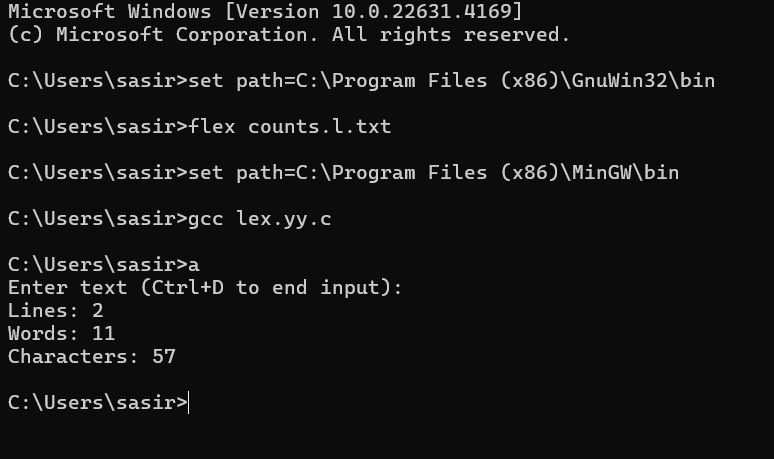 Microsoft Windows [Version 10.0.22631.4169]
(c) Microsoft Corporation. All rights reserved.
C:\Users\sasir>set path=C:\Program Files (x86)\GnuWin32\bin
C:\Users\sasir>flex counts.l.txt
C:\Users\sasir>set path=C:\Program Files (x86)\MinGW\bin
C:\Users\sasir>gcc lex.yy.c
C:\Users\sasir>a
Enter text (Ctrl+D to end input):
Lines: 2
Words: 11
Characters: 57
C:\Users\sasir>